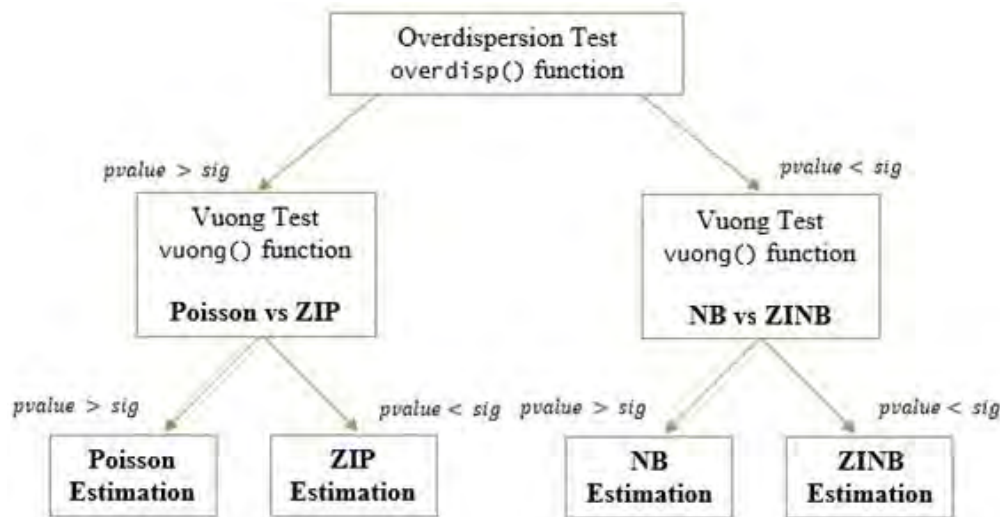 Overdispersion Test
overdisp() function
pvalue > sig
pvalue < sig
Vuong Test
vuong() function
Poisson vs ZIP
Vuong Test
vuong() function
NB vs ZINB
pvalue > sig
pvalue < sig
pvalue > sig
pvalue < sig
Poisson
Estimation
ZIP
Estimation
NB
Estimation
ZINB
Estimation